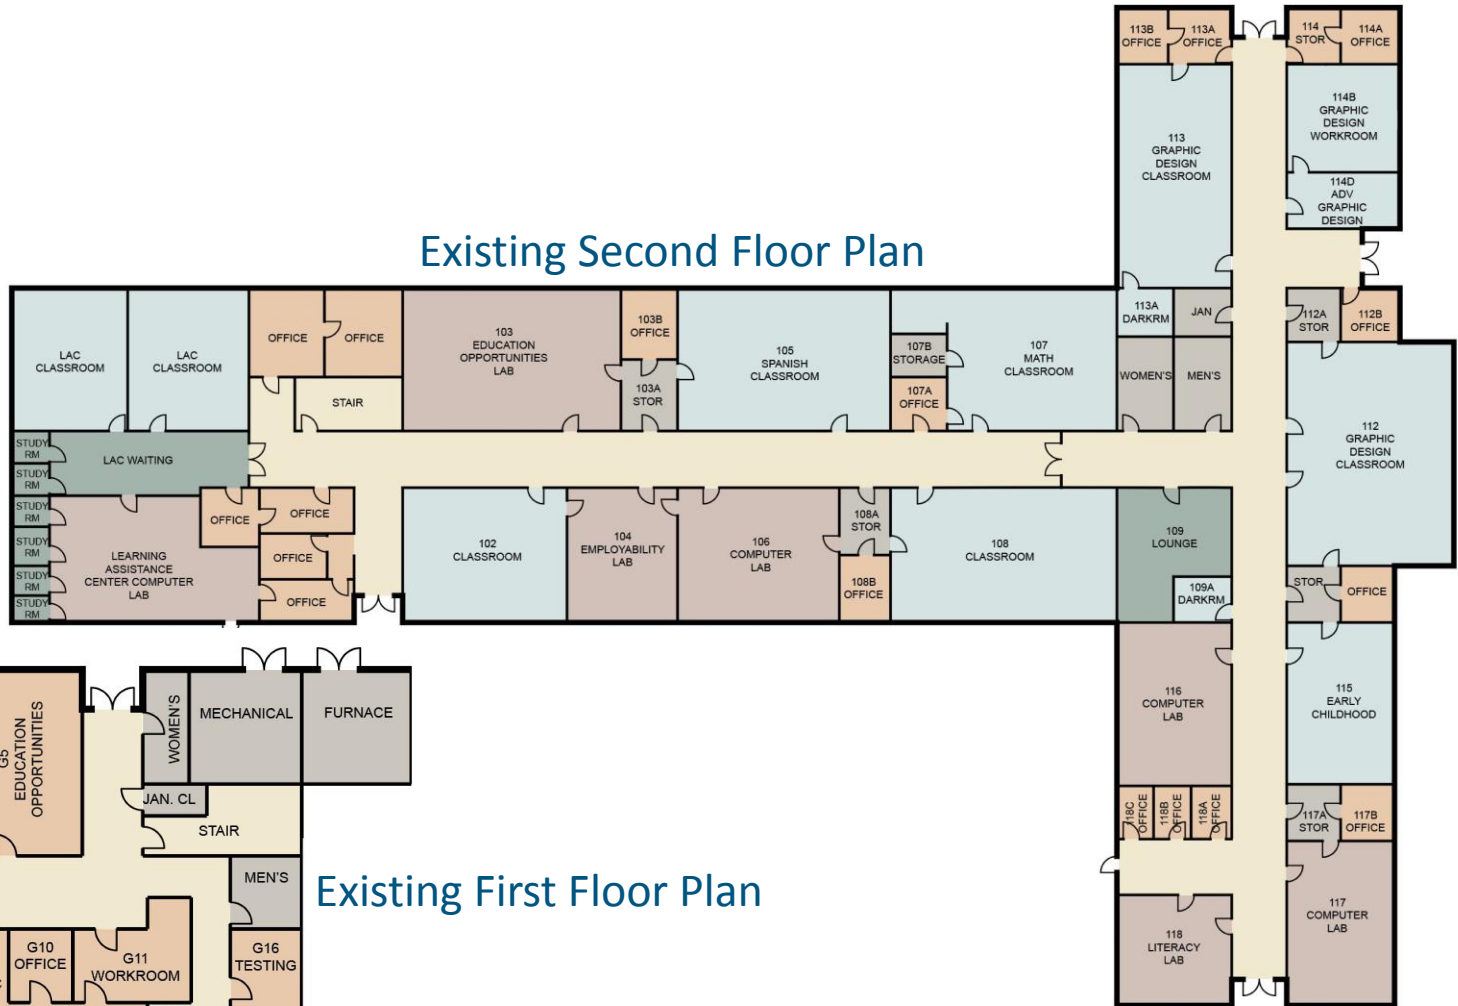 113B
OFFICE
113A
OFFICE
114
STOR
114A
OFFICE
114B
GRAPHIC
DESIGN
WORKROOM
113
GRAPHIC
DESIGN
CLASSROOM
114D
ADV
GRAPHIC
DESIGN
Existing Second Floor Plan
LAC
CLASSROOM
LAC
CLASSROOM
OFFICE
OFFICE
103
EDUCATION
OPPORTUNITIES
LAB
103B
OFFICE
103A
STOR
105
SPANISH
CLASSROOM
107B
STORAGE
107A
OFFICE
107
MATH
CLASSROOM
113A
DARKRM
JAN
WOMEN'S
MEN'S
112A
STOR
112B
OFFICE
112
GRAPHIC
DESIGN
CLASSROOM
STAIR
STUDY
RM
STUDY
RM
STUDY
RM
STUDY
RM
STUDY
RM
STUDY
RM
LAC WAITING
LEARNING
ASSISTANCE
CENTER COMPUTER
LAB
OFFICE
OFFICE
OFFICE
OFFICE
102
CLASSROOM
104
EMPLOYABILITY
LAB
106
COMPUTER
LAB
108A
STOR
108B
OFFICE
108
CLASSROOM
109
LOUNGE
109A
DARKRM
STOR
OFFICE
116
COMPUTER
LAB
115
EARLY
CHILDHOOD
118C
OFFICE
118B
OFFICE
118A
OFFICE
117A
STOR
117B
OFFICE
118
LITERACY
LAB
117
COMPUTER
LAB
G5
EDUCATION
OPPORTUNITIES
WOMEN'S
MECHANICAL
FURNACE
JAN. CL
STAIR
MEN'S
Existing First Floor Plan
G10
OFFICE
G11
WORKROOM
G16
TESTING